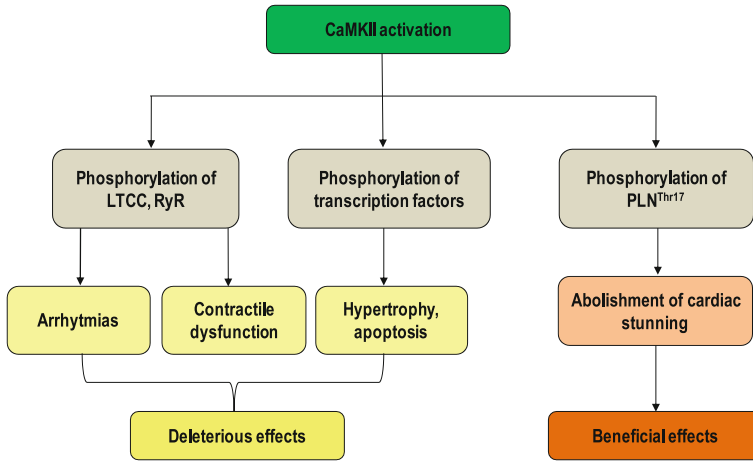 CaMKII activation
Phosphorylation of
LTCC, RyR
Phosphorylation of
transcription factors
Phosphorylation of
PLNThr17
Arrhytmias
Contractile
dysfunction
Hypertrophy,
apoptosis
Abolishment of cardiac
stunning
Deleterious effects
Beneficial effects